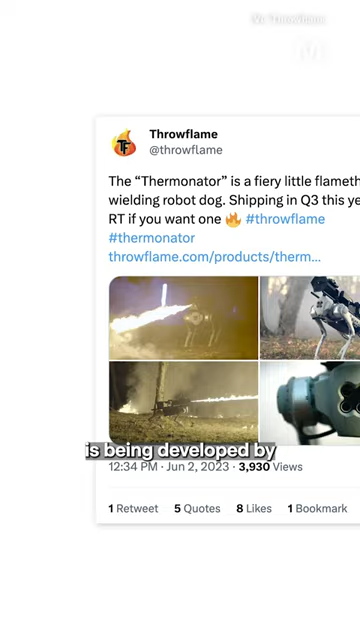 Throwflame
@throwflame
The “Thermonator” is a fiery little flameth
wielding robot dog. Shipping in Q3 this ye
RT if you want one 🔥 #throwflame
#thermonator
throwflame.com/products/therm...
is being developed by
12:34 PM · Jun 2, 2023 · 3,930 Views
1 Retweet 5 Quotes 8 Likes 1 Bookmark